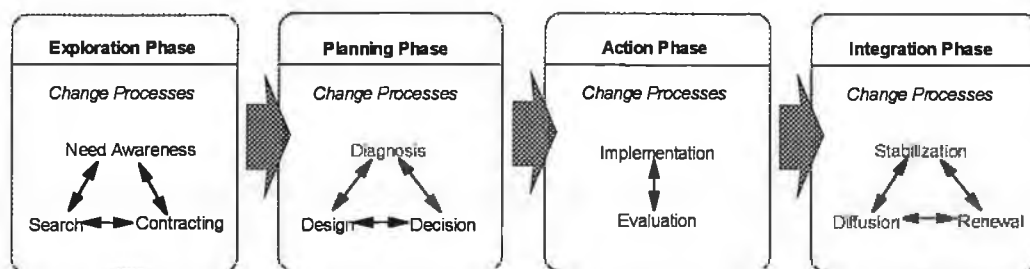 Exploration Phase
Change Processes
Need Awareness
Search
Contracting
Planning Phase
Change Processes
Diagnosis
Design
Decision
Action Phase
Change Processes
Implementation
Evaluation
Integration Phase
Change Processes
Stabilization
Diffusion
Renewal